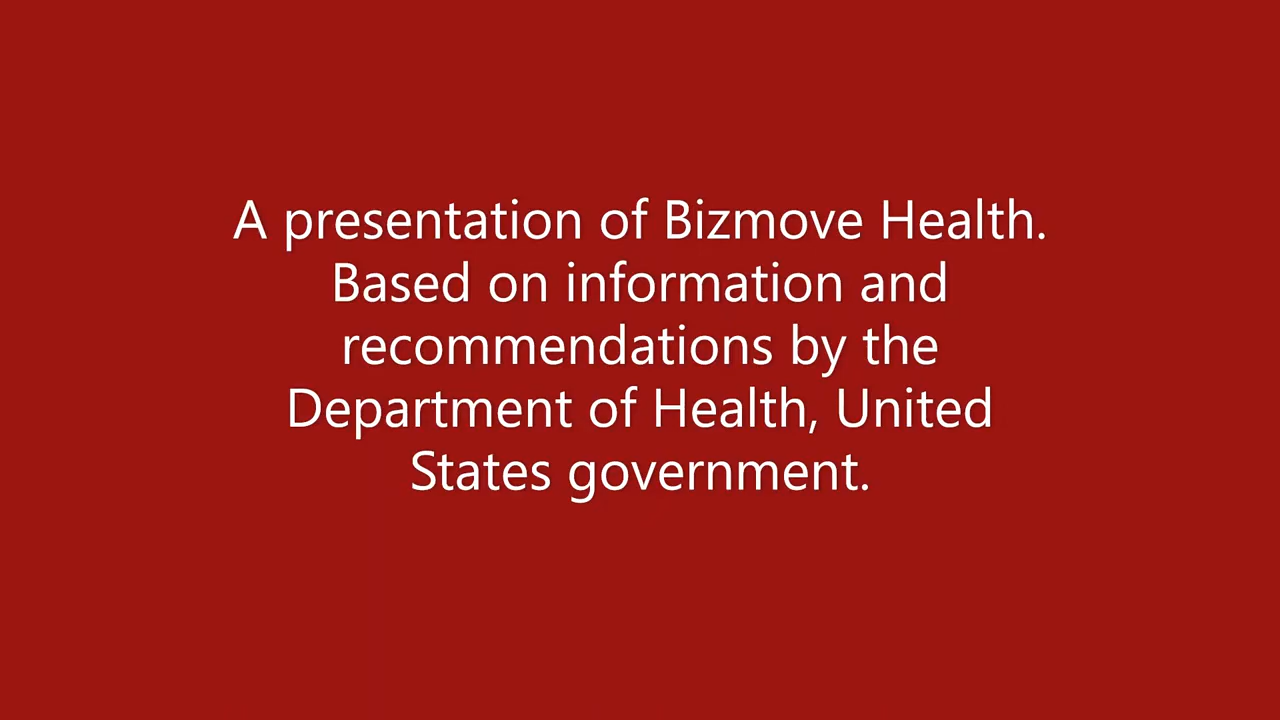 A presentation of Bizmove Health.
Based on information and
recommendations by the
Department of Health, United
States government.